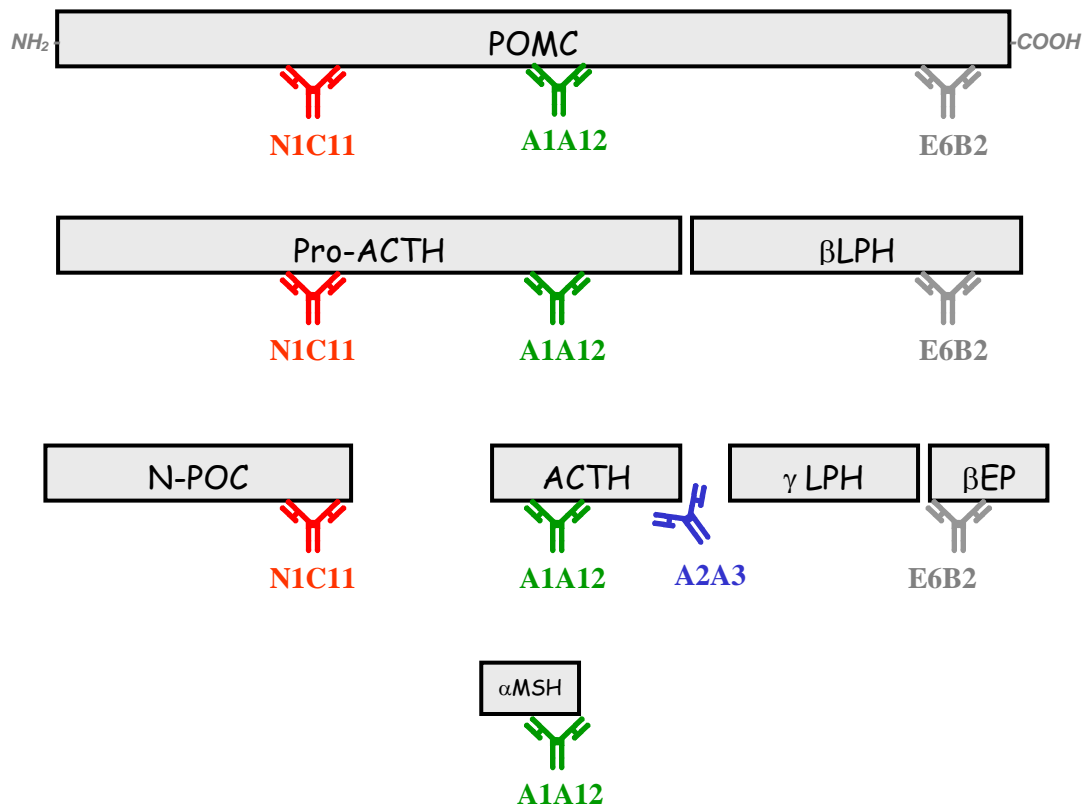 NH₂ POMC -COOH
N1C11 A1A12 E6B2
Pro-ACTH βLPH
N1C11 A1A12 E6B2
N-POC ACTH γ LPH βEP
N1C11 A1A12 A2A3 E6B2
αMSH
A1A12